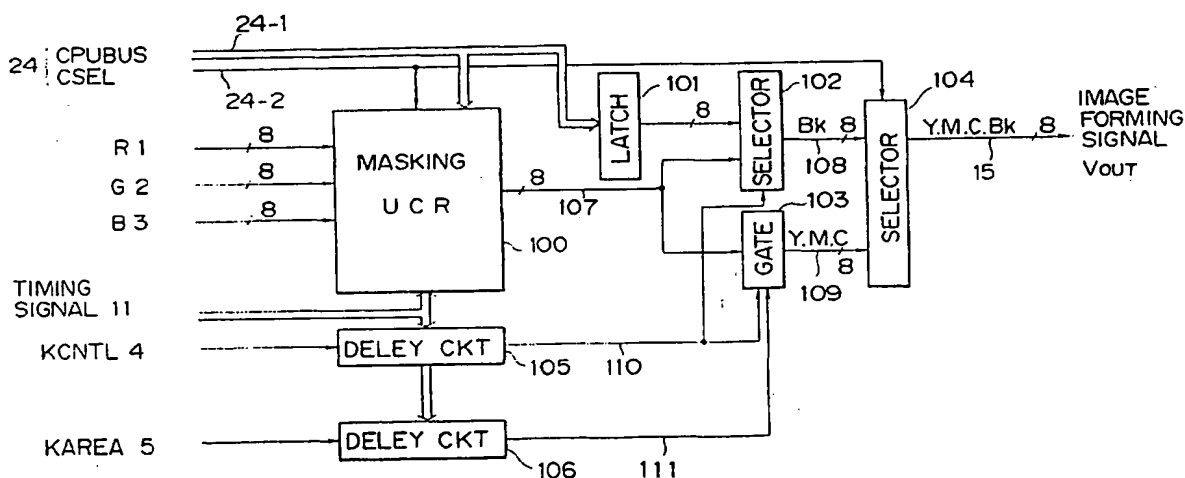 24-1
24 CPUBUS
CSEL
24-2
R 1
8
G 2
8
B 3
8
MASKING
U C R
100
8
107
LATCH
101
8
SELECTOR
102
Bk 8
108
GATE
103
Y.M.C
8
109
SELECTOR
104
Y.M.C.Bk 8
15
IMAGE
FORMING
SIGNAL
VOUT
TIMING
SIGNAL 11
KCNTL 4
DELEY CKT
105
110
KAREA 5
DELEY CKT
106
111